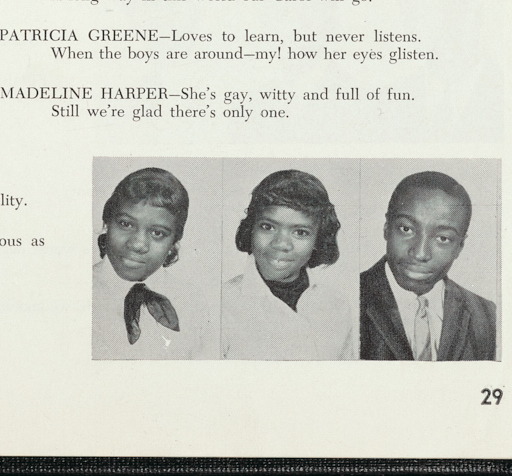 PATRICIA GREENE—Loves to learn, but never listens.
When the boys are around—my! how her eyes glisten.
MADELINE HARPER—She's gay, witty and full of fun.
Still we're glad there's only one.
lity.
ous as
29